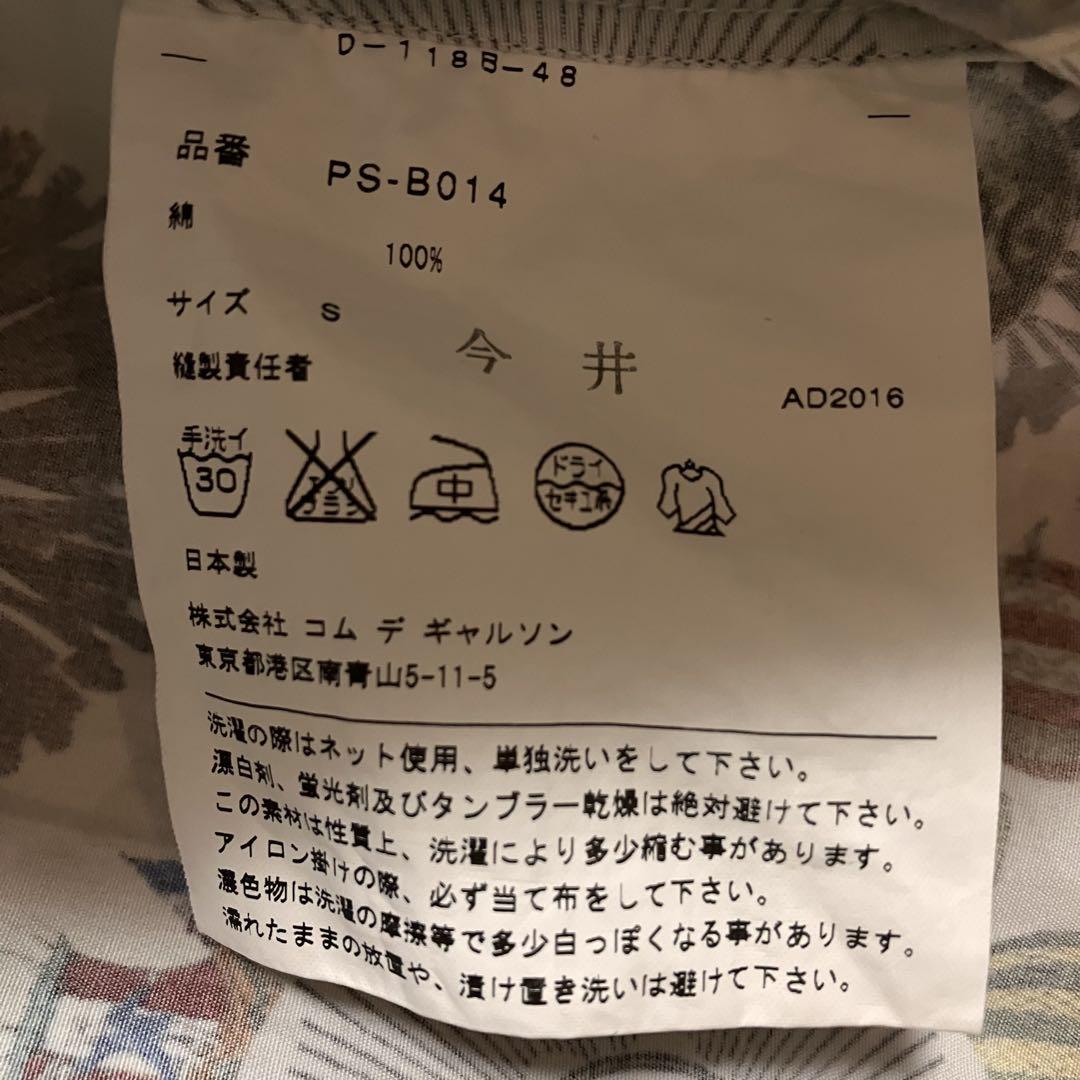 D-118B-48
品番 PS-B014
綿 100%
サイズ S
縫製責任者 今井 AD2016
手洗イ
30
エンソ
サラシ
中
ドライ
セキユ系
日本製
株式会社 コム デ ギャルソン
東京都港区南青山5-11-5
洗濯の際はネット使用、単独洗いをして下さい。
漂白剤、蛍光剤及びタンブラー乾燥は絶対避けて下さい。
この素材は性質上、洗濯により多少縮む事があります。
アイロン掛けの際、必ず当て布をして下さい。
濃色物は洗濯の摩擦等で多少白っぽくなる事があります。
濡れたままの放置や、漬け置き洗いは避けて下さい。